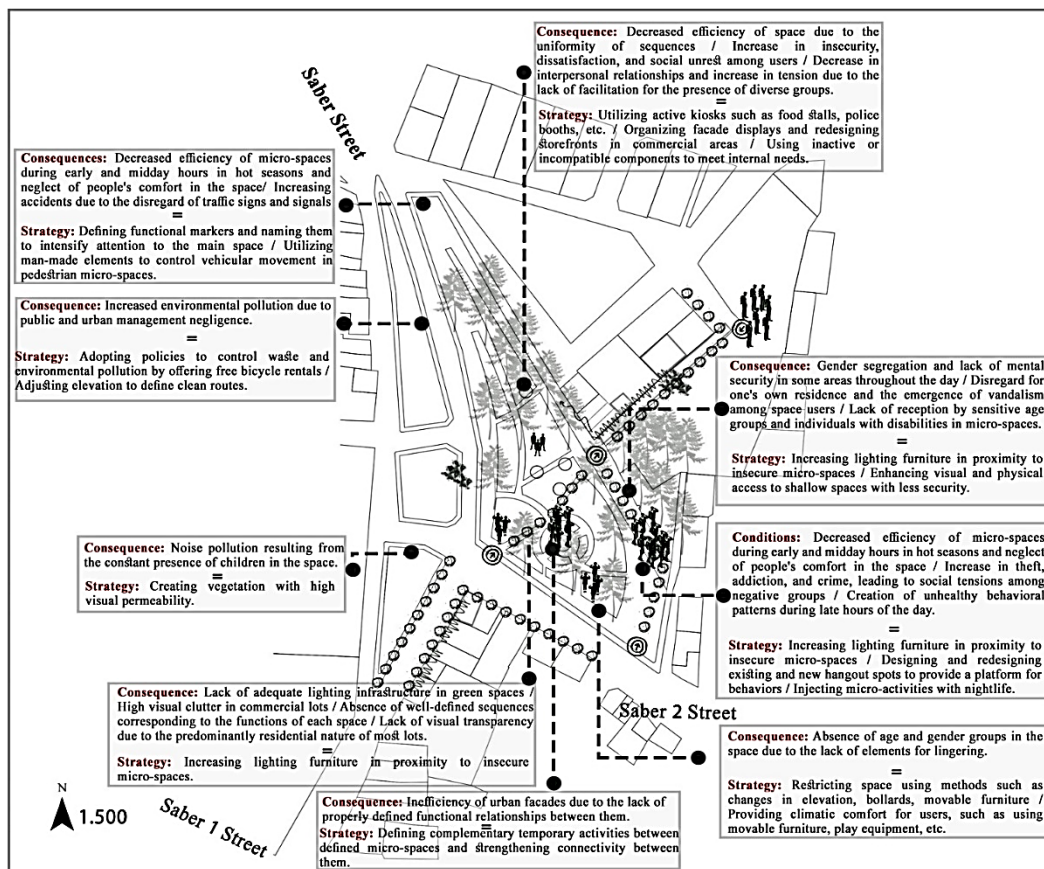 Consequence: Decreased efficiency of space due to the
uniformity of sequences / Increase in insecurity,
dissatisfaction, and social unrest among users / Decrease in
interpersonal relationships and increase in tension due to the
lack of facilitation for the presence of diverse groups.
=
Strategy: Utilizing active kiosks such as food stalls, police
booths, etc. / Organizing facade displays and redesigning
storefronts in commercial areas / Using inactive or
incompatible components to meet internal needs.
Saber Street
Consequences: Decreased efficiency of micro-spaces
during early and midday hours in hot seasons and
neglect of people's comfort in the space/ Increasing
accidents due to the disregard of traffic signs and signals
=
Strategy: Defining functional markers and naming them
to intensify attention to the main space / Utilizing
man-made elements to control vehicular movement in
pedestrian micro-spaces.
Consequence: Increased environmental pollution due to
public and urban management negligence.
=
Strategy: Adopting policies to control waste and
environmental pollution by offering free bicycle rentals /
Adjusting elevation to define clean routes.
Consequence: Gender segregation and lack of mental
security in some areas throughout the day / Disregard for
one's own residence and the emergence of vandalism
among space users / Lack of reception by sensitive age
groups and individuals with disabilities in micro-spaces.
=
Strategy: Increasing lighting furniture in proximity to
insecure micro-spaces / Enhancing visual and physical
access to shallow spaces with less security.
Consequence: Noise pollution resulting from
the constant presence of children in the space.
=
Strategy: Creating vegetation with high
visual permeability.
Conditions: Decreased efficiency of micro-spaces
during early and midday hours in hot seasons and neglect
of people's comfort in the space / Increase in theft,
addiction, and crime, leading to social tensions among
negative groups / Creation of unhealthy behavioral
patterns during late hours of the day.
=
Strategy: Increasing lighting furniture in proximity to
insecure micro-spaces / Designing and redesigning
existing and new hangout spots to provide a platform for
behaviors / Injecting micro-activities with nightlife.
Consequence: Lack of adequate lighting infrastructure in green spaces /
High visual clutter in commercial lots / Absence of well-defined sequences
corresponding to the functions of each space / Lack of visual transparency
due to the predominantly residential nature of most lots.
=
Strategy: Increasing lighting furniture in proximity to insecure
micro-spaces.
Saber 2 Street
Consequence: Absence of age and gender groups in the
space due to the lack of elements for lingering.
=
Strategy: Restricting space using methods such as
changes in elevation, bollards, movable furniture /
Providing climatic comfort for users, such as using
movable furniture, play equipment, etc.
Consequence: Inefficiency of urban facades due to the lack of
properly defined functional relationships between them.
=
Strategy: Defining complementary temporary activities between
defined micro-spaces and strengthening connectivity between
them.
N
1.500
Saber 1 Street